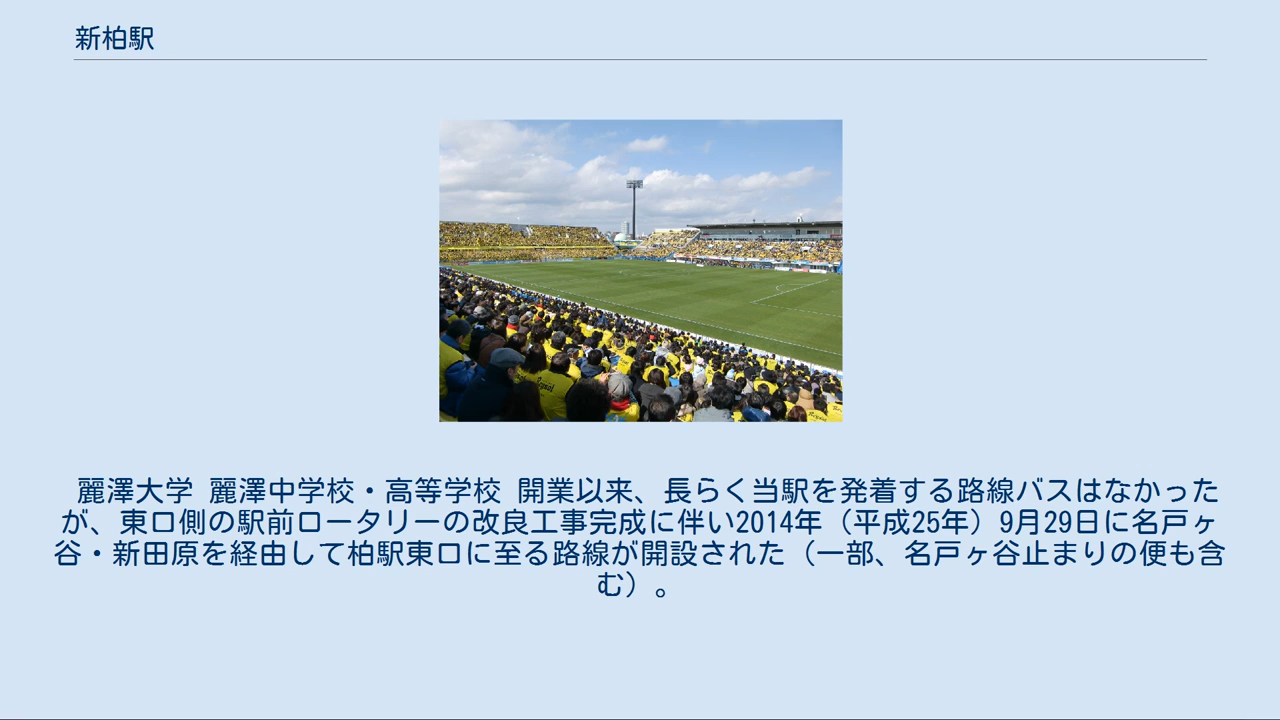 新柏駅
麗澤大学 麗澤中学校・高等学校 開業以来、長らく当駅を発着する路線バスはなかった
が、東口側の駅前ロータリーの改良工事完成に伴い2014年（平成25年）9月29日に名戸ヶ
谷・新田原を経由して柏駅東口に至る路線が開設された（一部、名戸ヶ谷止まりの便も含
む）。